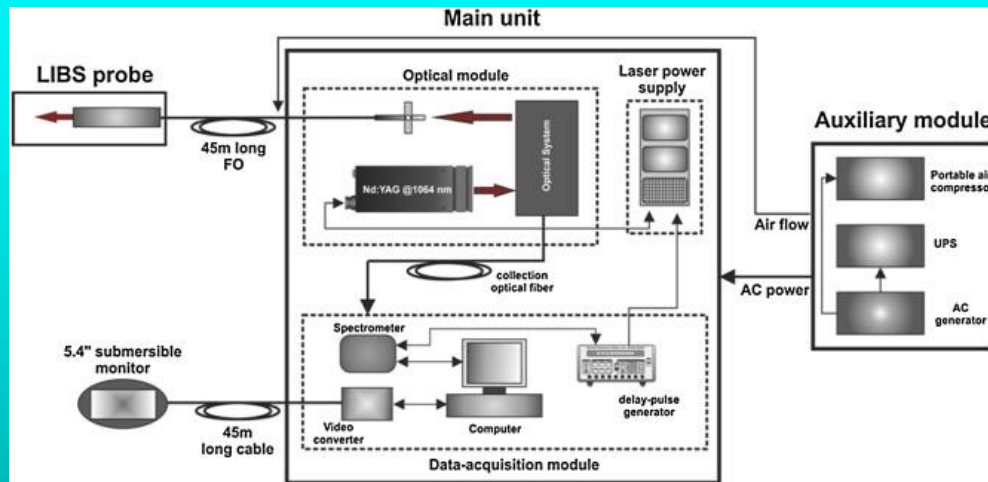 Main unit
LIBS probe
45m long
FO
Optical module
Nd:YAG @1064 nm
Optical System
Laser power
supply
Auxiliary module
Portable air
compressor
UPS
AC
generator
Air flow
AC power
collection
optical fiber
Spectrometer
Video
converter
Computer
delay-pulse
generator
Data-acquisition module
5.4" submersible
monitor
45m
long cable